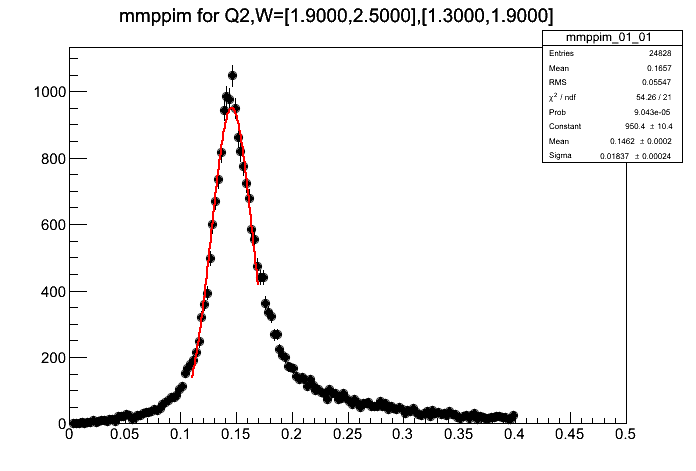 mmppim for Q2,W=[1.9000,2.5000],[1.3000,1.9000]
mmppim_01_01
Entries 24828
Mean 0.1657
RMS 0.05547
χ² / ndf 54.26 / 21
Prob 9.043e-05
Constant 950.4 ± 10.4
Mean 0.1462 ± 0.0002
Sigma 0.01837 ± 0.00024
1000
800
600
400
200
0
0 0.05 0.1 0.15 0.2 0.25 0.3 0.35 0.4 0.45 0.5